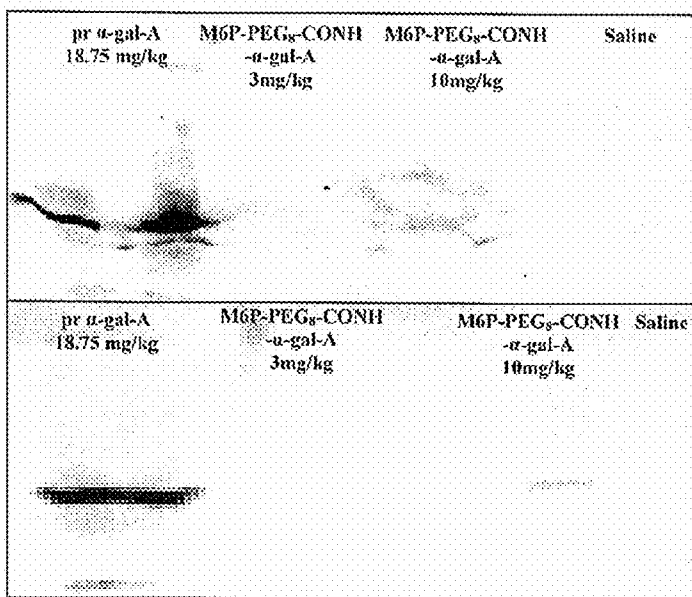 pr α-gal-A
18.75 mg/kg
M6P-PEG₈-CONH
-α-gal-A
3mg/kg
M6P-PEG₈-CONH
-α-gal-A
10mg/kg
Saline
pr α-gal-A
18.75 mg/kg
M6P-PEG₈-CONH
-α-gal-A
3mg/kg
M6P-PEG₈-CONH
-α-gal-A
10mg/kg
Saline